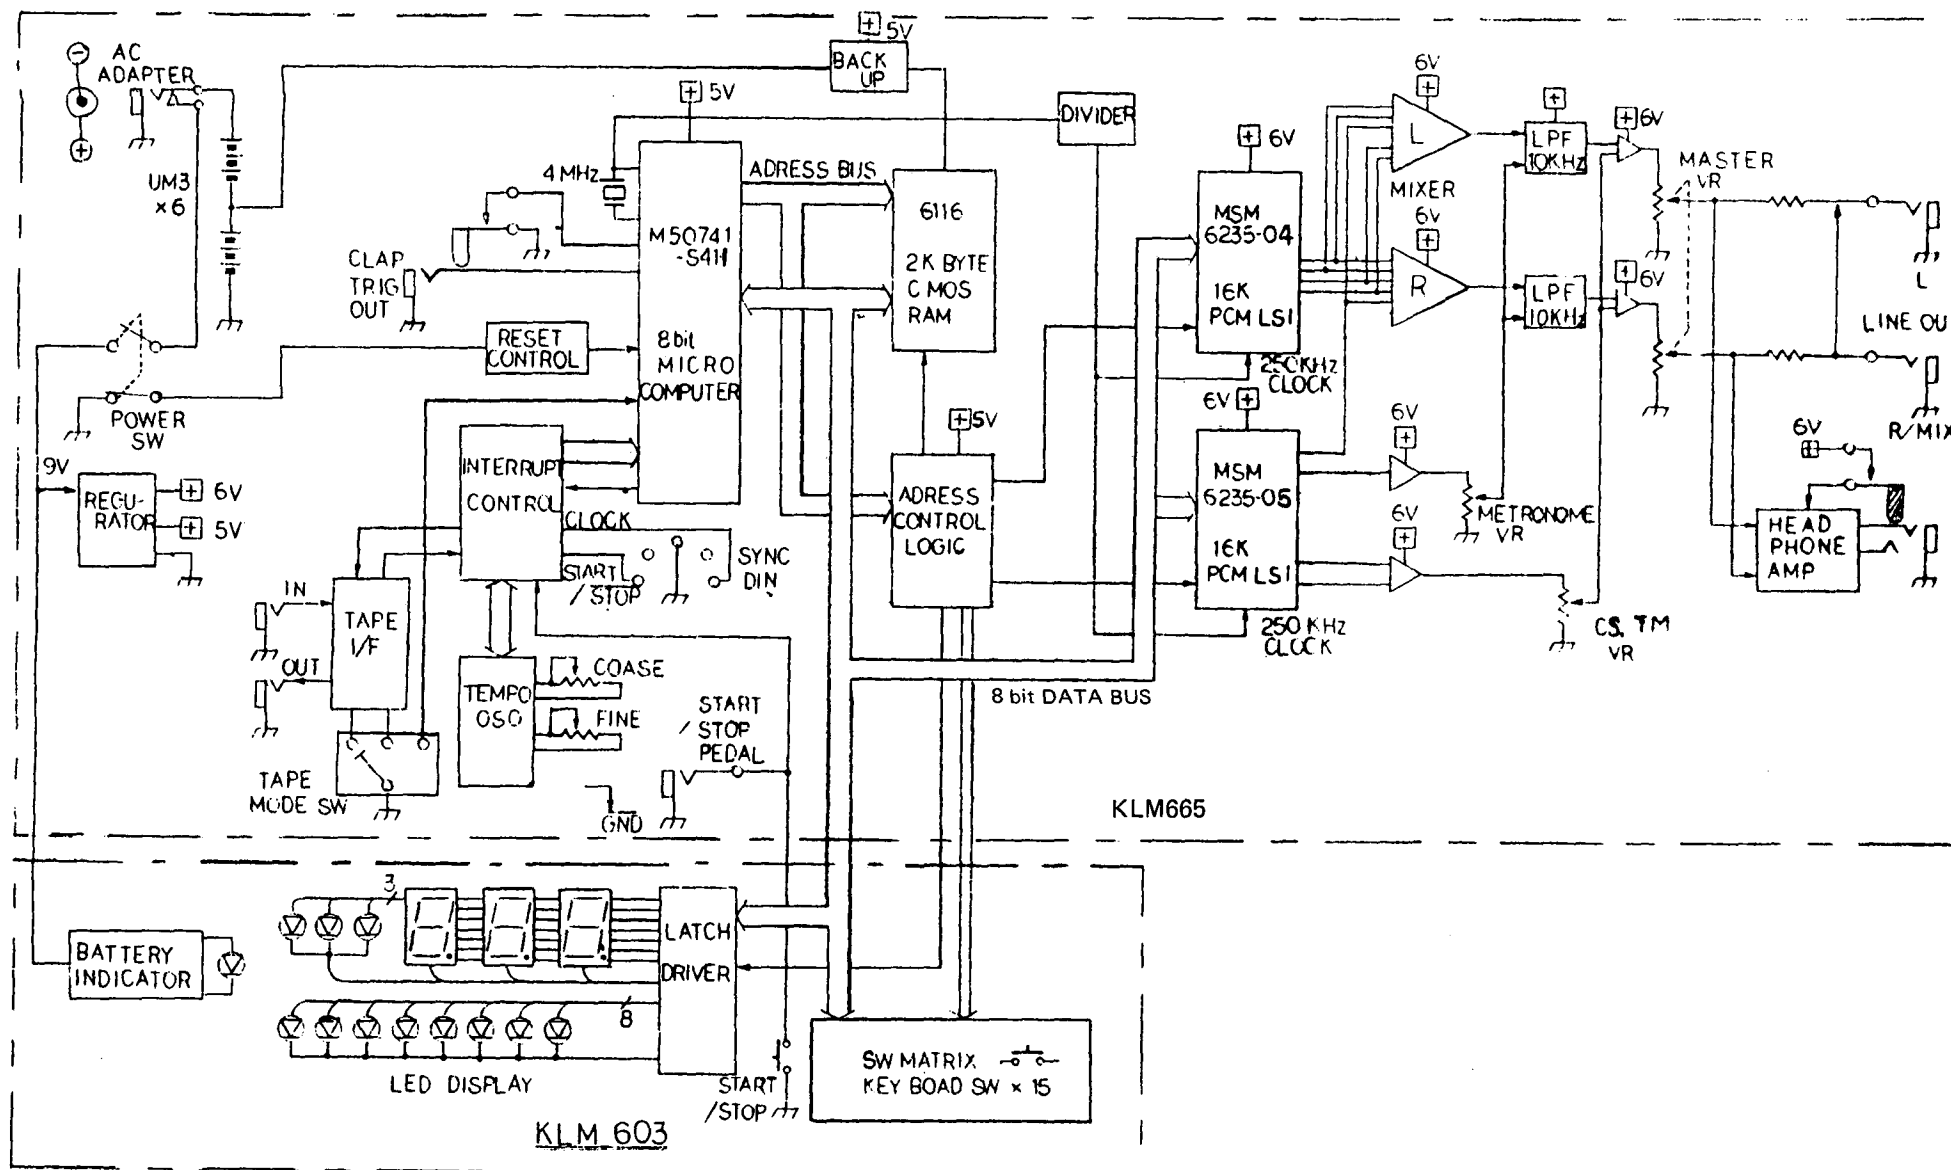 AC
ADAPTER
UM3
×6
CLAP
TRIG
OUT
POWER
SW
9V
REGU-
RATOR
6V
5V
RESET
CONTROL
4MHz
5V
M50741
8bit
MICRO
COMPUTER
ADRESS BUS
5V
BACK
UP
DIVIDER
6116
2K BYTE
C MOS
RAM
INTERRUPT
CONTROL
CLOCK
START
/STOP
SYNC
DIN
IN
OUT
TAPE
I/F
TAPE
MODE SW
TEMPO
OSO
COASE
FINE
GND
START
/ STOP
PEDAL
5V
ADRESS
CONTROL
LOGIC
8 bit DATA BUS
6V
MSM
6235-04
16K
PCM LSI
250KHz
CLOCK
6V
MSM
6235-05
16K
PCM LSI
250 KHz
CLOCK
6V
L
MIXER
6V
R
LPF
10KHz
LPF
10KHz
6V
6V
MASTER
VR
6V
METRONOME
VR
6V
CS. TM
VR
L
LINE OU
R/MIX
6V
HEAD
PHONE
AMP
KLM665
BATTERY
INDICATOR
3
8
LATCH
DRIVER
LED DISPLAY
START
/STOP
SW MATRIX
KEY BOAD SW × 15
KLM 603